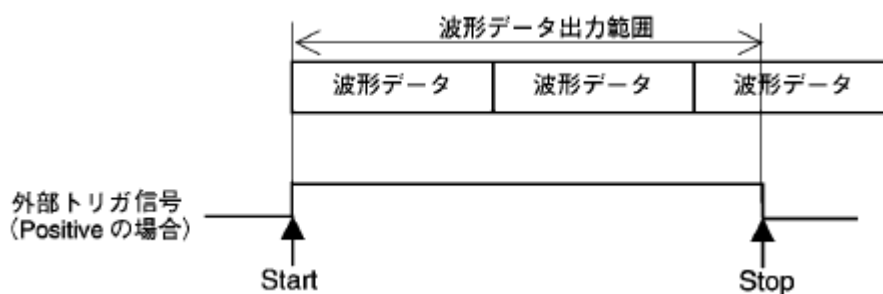 波形データ出力範囲
波形データ 波形データ 波形データ
外部トリガ信号
（Positive の場合）
Start Stop